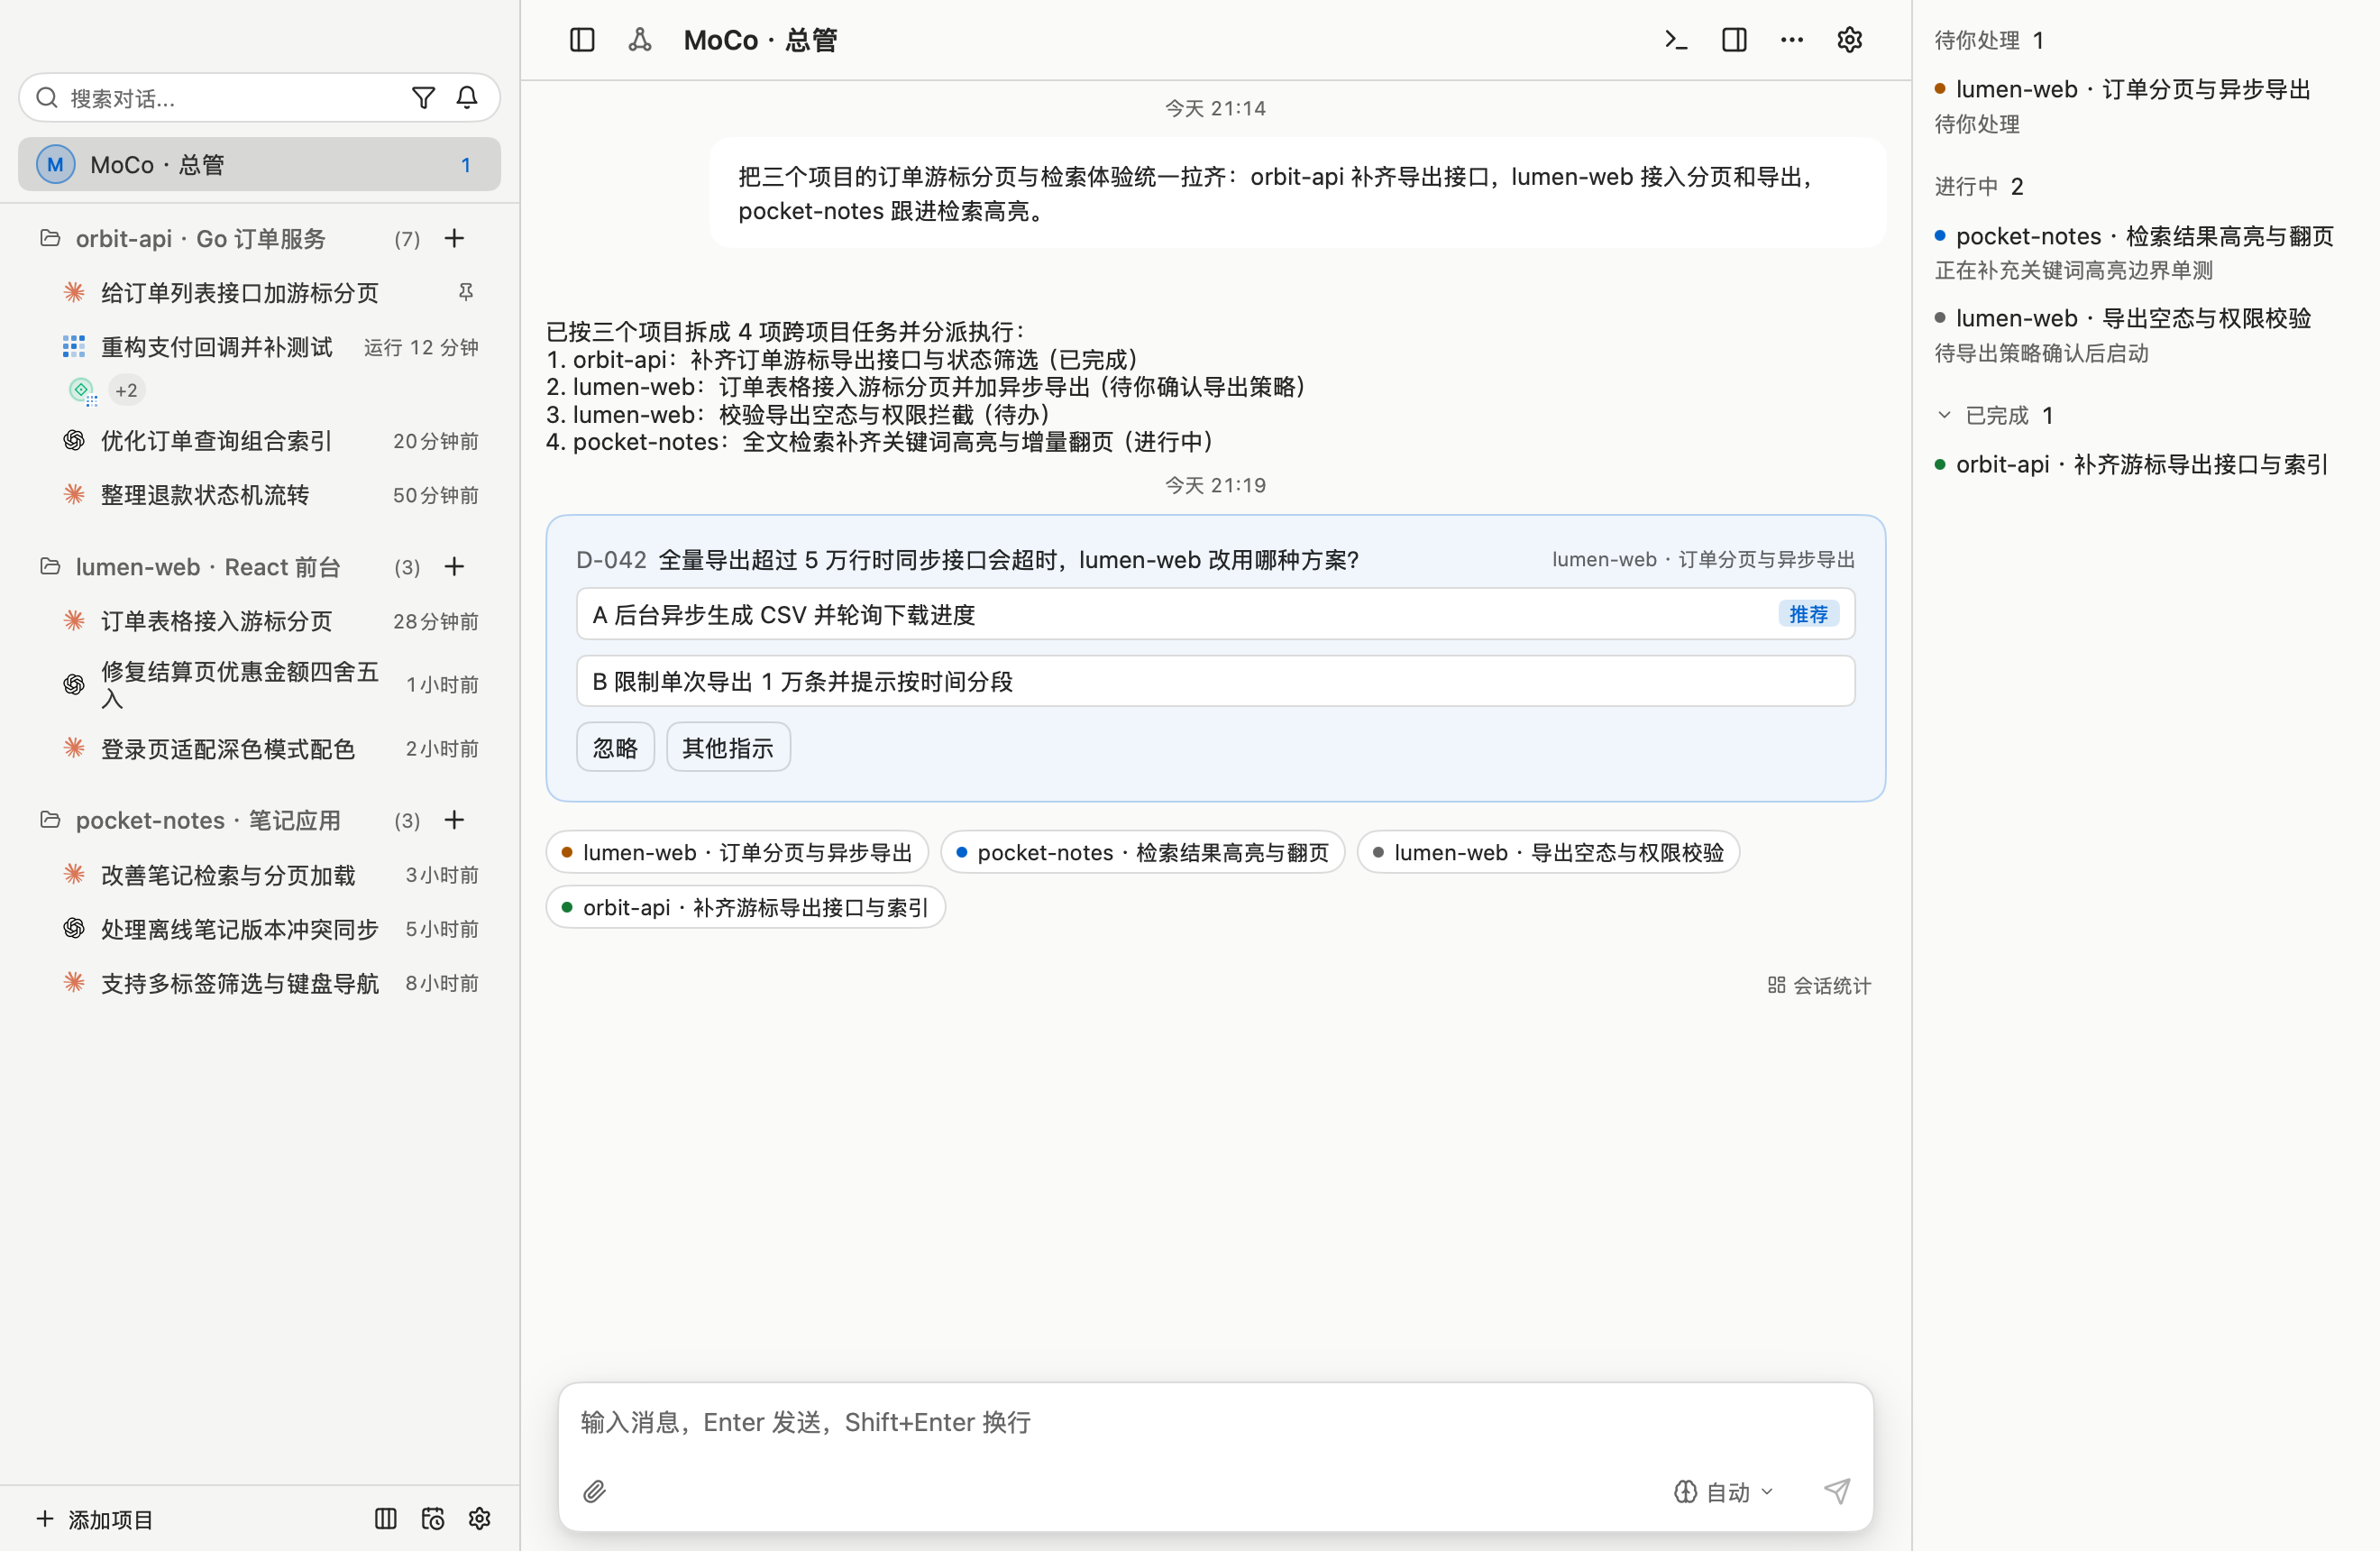 搜索对话...
M MoCo · 总管 1
orbit-api · Go 订单服务 (7)
给订单列表接口加游标分页
重构支付回调并补测试 运行 12 分钟
+2
优化订单查询组合索引 20分钟前
整理退款状态机流转 50分钟前
lumen-web · React 前台 (3)
订单表格接入游标分页 28分钟前
修复结算页优惠金额四舍五
入 1小时前
登录页适配深色模式配色 2小时前
pocket-notes · 笔记应用 (3)
改善笔记检索与分页加载 3小时前
处理离线笔记版本冲突同步 5小时前
支持多标签筛选与键盘导航 8小时前
添加项目
MoCo · 总管
今天 21:14
把三个项目的订单游标分页与检索体验统一拉齐：orbit-api 补齐导出接口，lumen-web 接入分页和导出，
pocket-notes 跟进检索高亮。
已按三个项目拆成 4 项跨项目任务并分派执行：
1. orbit-api：补齐订单游标导出接口与状态筛选（已完成）
2. lumen-web：订单表格接入游标分页并加异步导出（待你确认导出策略）
3. lumen-web：校验导出空态与权限拦截（待办）
4. pocket-notes：全文检索补齐关键词高亮与增量翻页（进行中）
今天 21:19
D-042 全量导出超过 5 万行时同步接口会超时，lumen-web 改用哪种方案？ lumen-web · 订单分页与异步导出
A 后台异步生成 CSV 并轮询下载进度 推荐
B 限制单次导出 1 万条并提示按时间分段
忽略 其他指示
lumen-web · 订单分页与异步导出 pocket-notes · 检索结果高亮与翻页 lumen-web · 导出空态与权限校验
orbit-api · 补齐游标导出接口与索引
会话统计
输入消息，Enter 发送，Shift+Enter 换行
自动
待你处理 1
lumen-web · 订单分页与异步导出
待你处理
进行中 2
pocket-notes · 检索结果高亮与翻页
正在补充关键词高亮边界单测
lumen-web · 导出空态与权限校验
待导出策略确认后启动
已完成 1
orbit-api · 补齐游标导出接口与索引